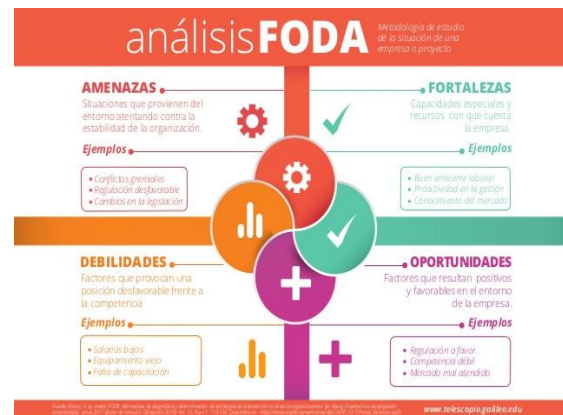 análisis FODA
Metodología de estudio
de la situación de una
empresa o proyecto
AMENAZAS
Situaciones que provienen del
entorno atentando contra la
estabilidad de la organización.
Ejemplos
• Conflictos gremiales
• Regulación desfavorable
• Cambios en la legislación
FORTALEZAS
Capacidades especiales y
recursos con que cuenta
la empresa.
Ejemplos
• Buen ambiente laboral
• Proactividad en la gestión
• Conocimiento del mercado
DEBILIDADES
Factores que provocan una
posición desfavorable frente a
la competencia
Ejemplos
• Salarios bajos
• Equipamiento viejo
• Falta de capacitación
OPORTUNIDADES
Factores que resultan positivos
y favorables en el entorno
de la empresa.
Ejemplos
• Regulación a favor
• Competencia débil
• Mercado mal atendido
www.telescopio.galileo.edu